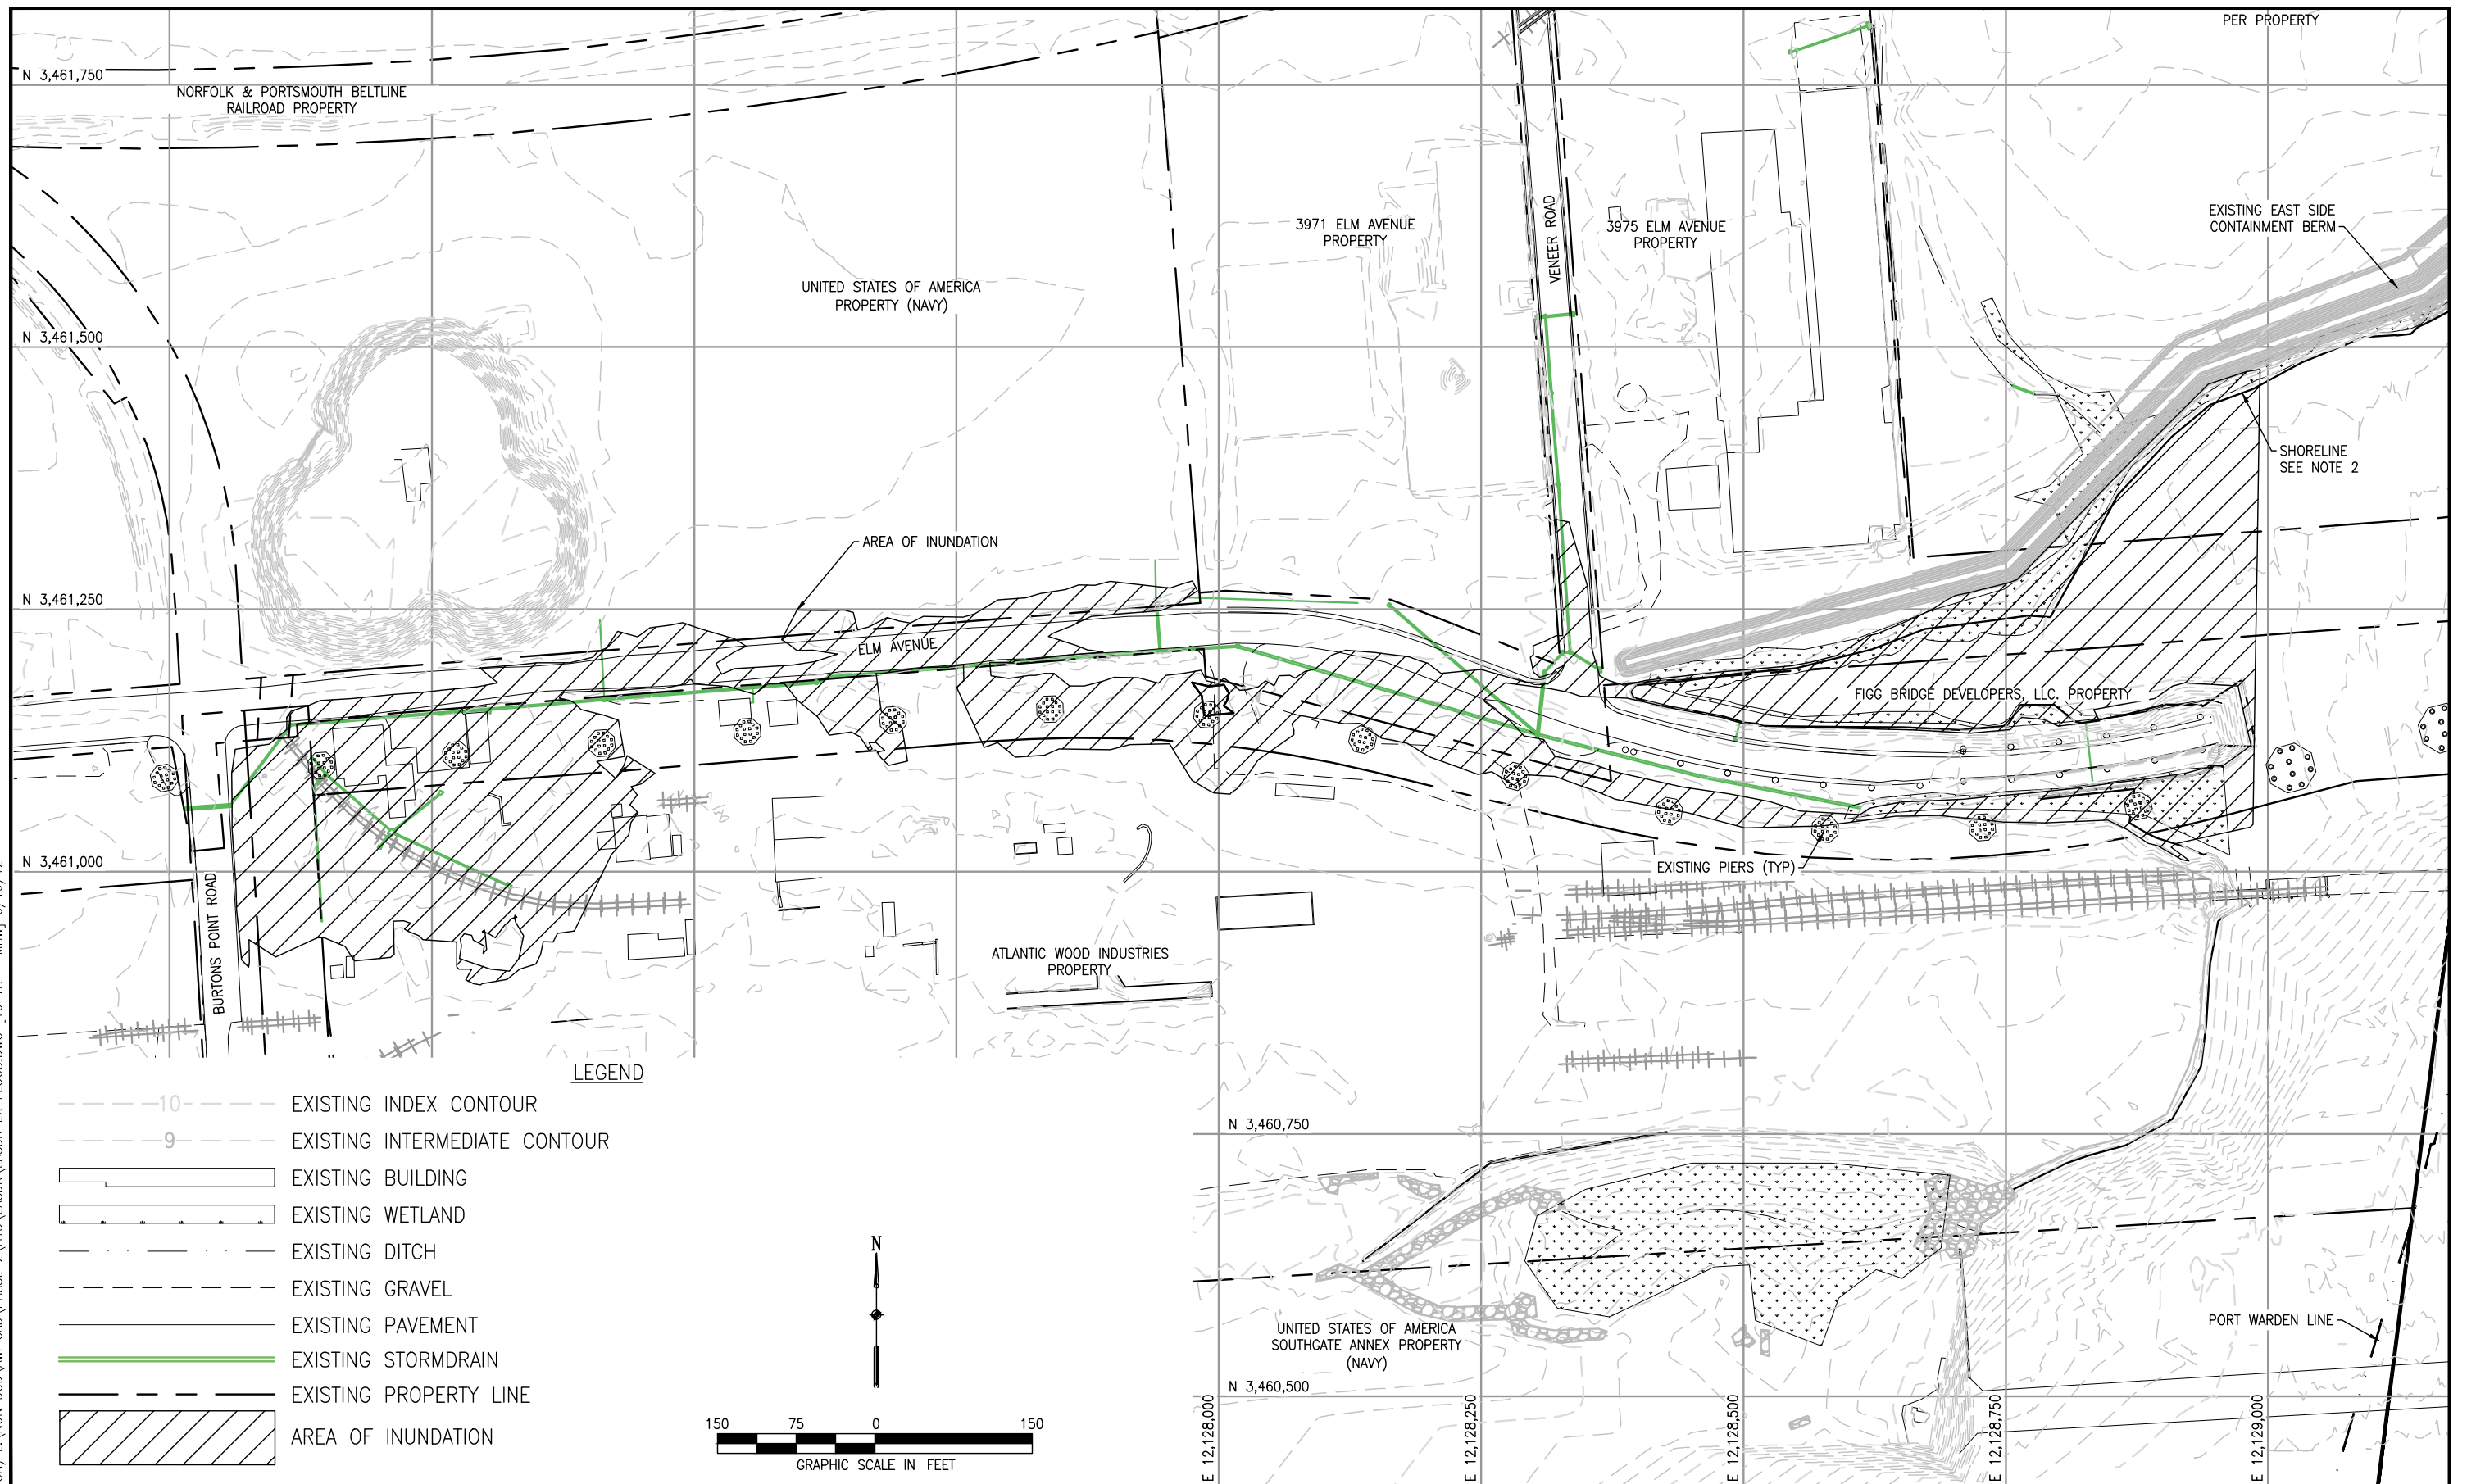 PER PROPERTY
N 3,461,750
NORFOLK & PORTSMOUTH BELTLINE
RAILROAD PROPERTY
EXISTING EAST SIDE
CONTAINMENT BERM
3971 ELM AVENUE
PROPERTY
VENEER ROAD
3975 ELM AVENUE
PROPERTY
UNITED STATES OF AMERICA
PROPERTY (NAVY)
N 3,461,500
SHORELINE
SEE NOTE 2
AREA OF INUNDATION
N 3,461,250
ELM AVENUE
FIGG BRIDGE DEVELOPERS, LLC. PROPERTY
N 3,461,000
EXISTING PIERS (TYP)
BURTONS POINT ROAD
ATLANTIC WOOD INDUSTRIES
PROPERTY
LEGEND
10
EXISTING INDEX CONTOUR
9
EXISTING INTERMEDIATE CONTOUR
EXISTING BUILDING
EXISTING WETLAND
EXISTING DITCH
EXISTING GRAVEL
EXISTING PAVEMENT
EXISTING STORMDRAIN
EXISTING PROPERTY LINE
AREA OF INUNDATION
N
150 75 0 150
GRAPHIC SCALE IN FEET
N 3,460,750
UNITED STATES OF AMERICA
SOUTHGATE ANNEX PROPERTY
(NAVY)
PORT WARDEN LINE
N 3,460,500
E 12,128,000
E 12,128,250
E 12,128,500
E 12,128,750
E 12,129,000